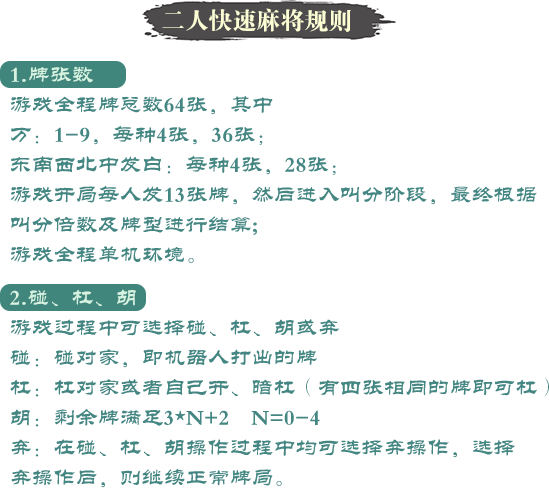 二人快速麻将规则
1.牌张数
游戏全程牌总数64张，其中
万：1-9，每种4张，36张；
东南西北中发白：每种4张，28张；
游戏开局每人发13张牌，然后进入叫分阶段，最终根据
叫分倍数及牌型进行结算；
游戏全程单机环境。
2.碰、杠、胡
游戏过程中可选择碰、杠、胡或弃
碰：碰对家，即机器人打出的牌
杠：杠对家或者自己开、暗杠（有四张相同的牌即可杠）
胡：剩余牌满足3*N+2 N=0-4
弃：在碰、杠、胡操作过程中均可选择弃操作，选择
弃操作后，则继续正常牌局。